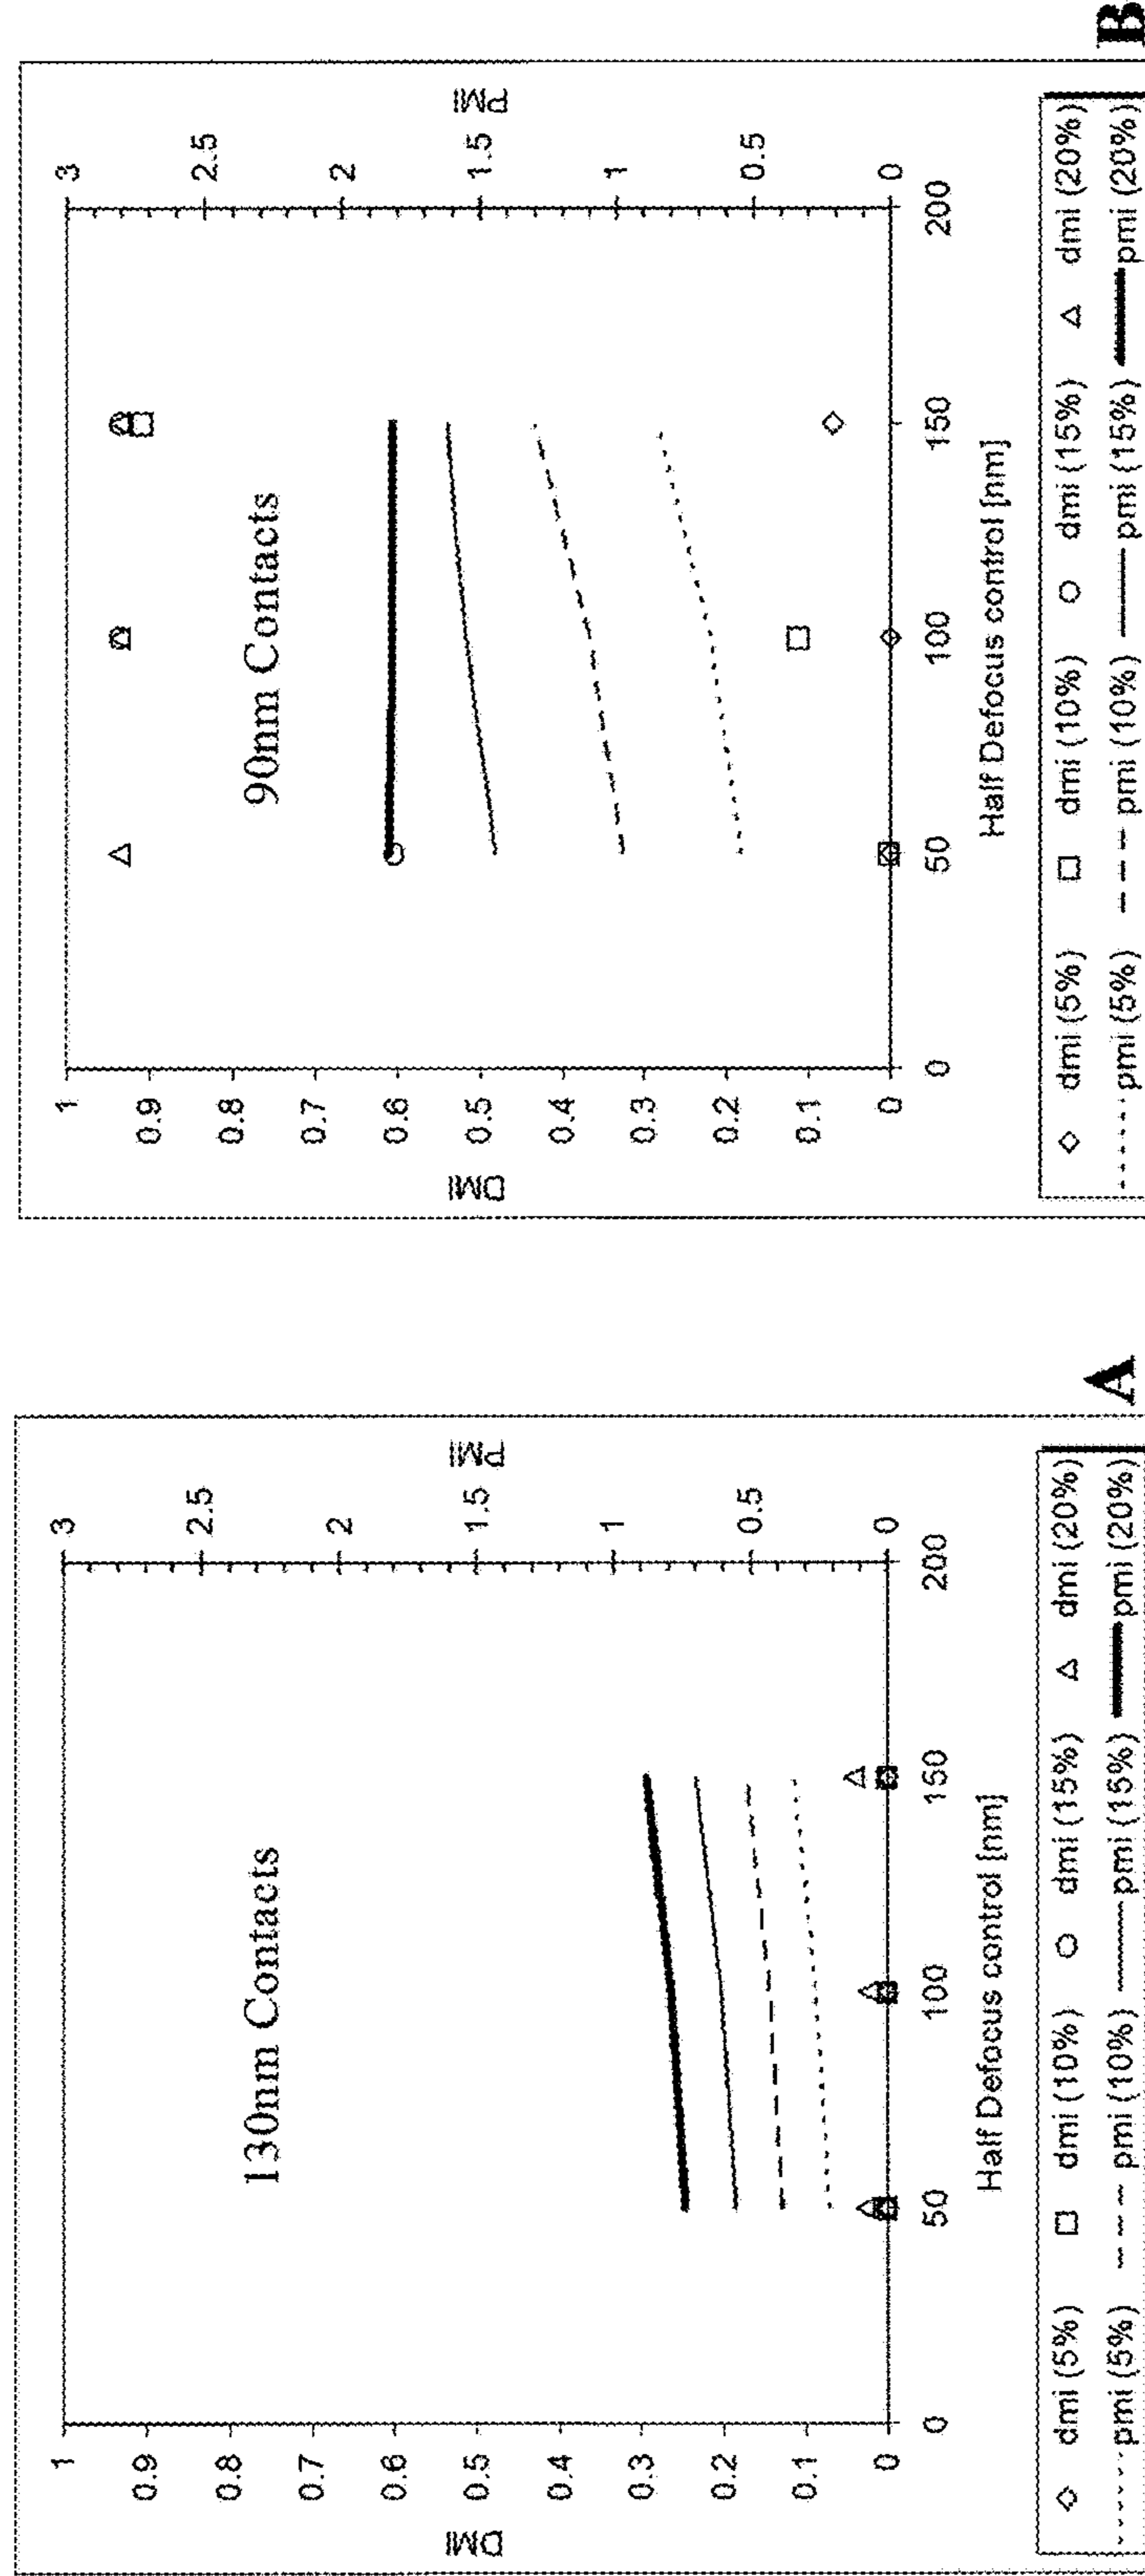 130nm Contacts
DMI
1
0.9
0.8
0.7
0.6
0.5
0.4
0.3
0.2
0.1
0
PMI
3
2.5
2
1.5
1
0.5
0
0 50 100 150 200
Half Defocus control [nm]
dmi (5%) dmi (10%) dmi (15%) dmi (20%)
pmi (5%) pmi (10%) pmi (15%) pmi (20%)
A
90nm Contacts
DMI
1
0.9
0.8
0.7
0.6
0.5
0.4
0.3
0.2
0.1
0
PMI
3
2.5
2
1.5
1
0.5
0
0 50 100 150 200
Half Defocus control [nm]
dmi (5%) dmi (10%) dmi (15%) dmi (20%)
pmi (5%) pmi (10%) pmi (15%) pmi (20%)
B